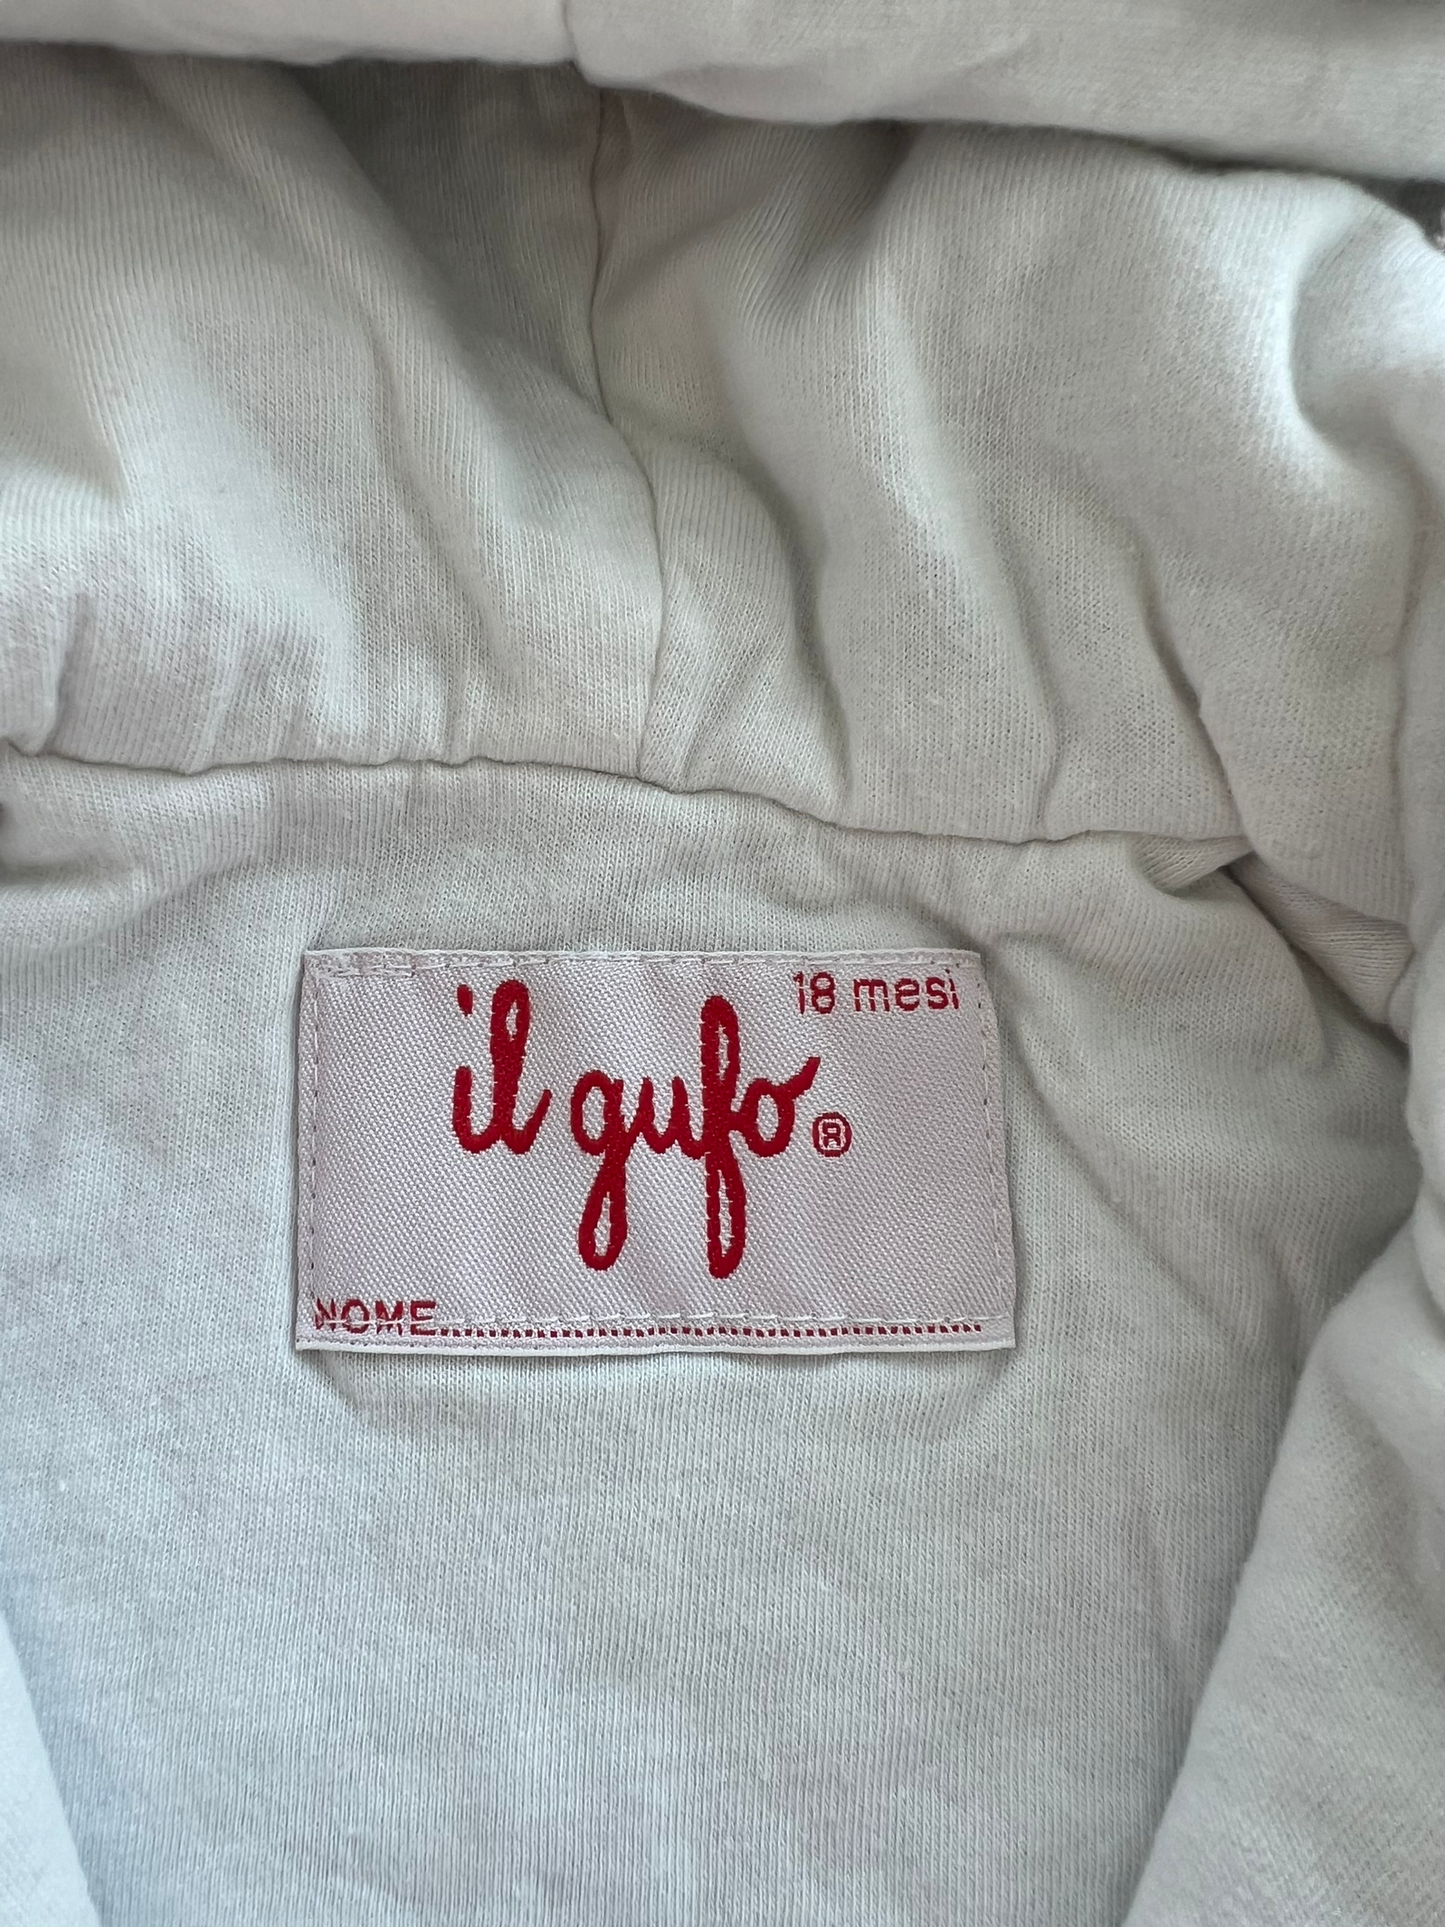 18 mesi
il gufo®
NOME..............................